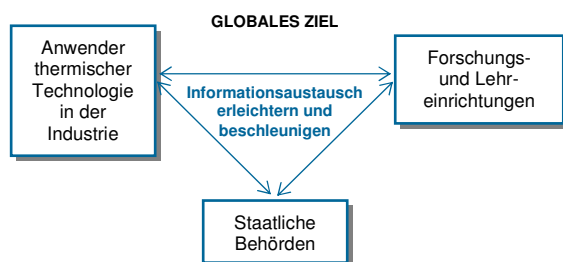 GLOBALES ZIEL
Anwender
thermischer
Technologie
in der
Industrie
Informationsaustausch
erleichtern und
beschleunigen
Forschungs-
und Lehr-
einrichtungen
Staatliche
Behörden